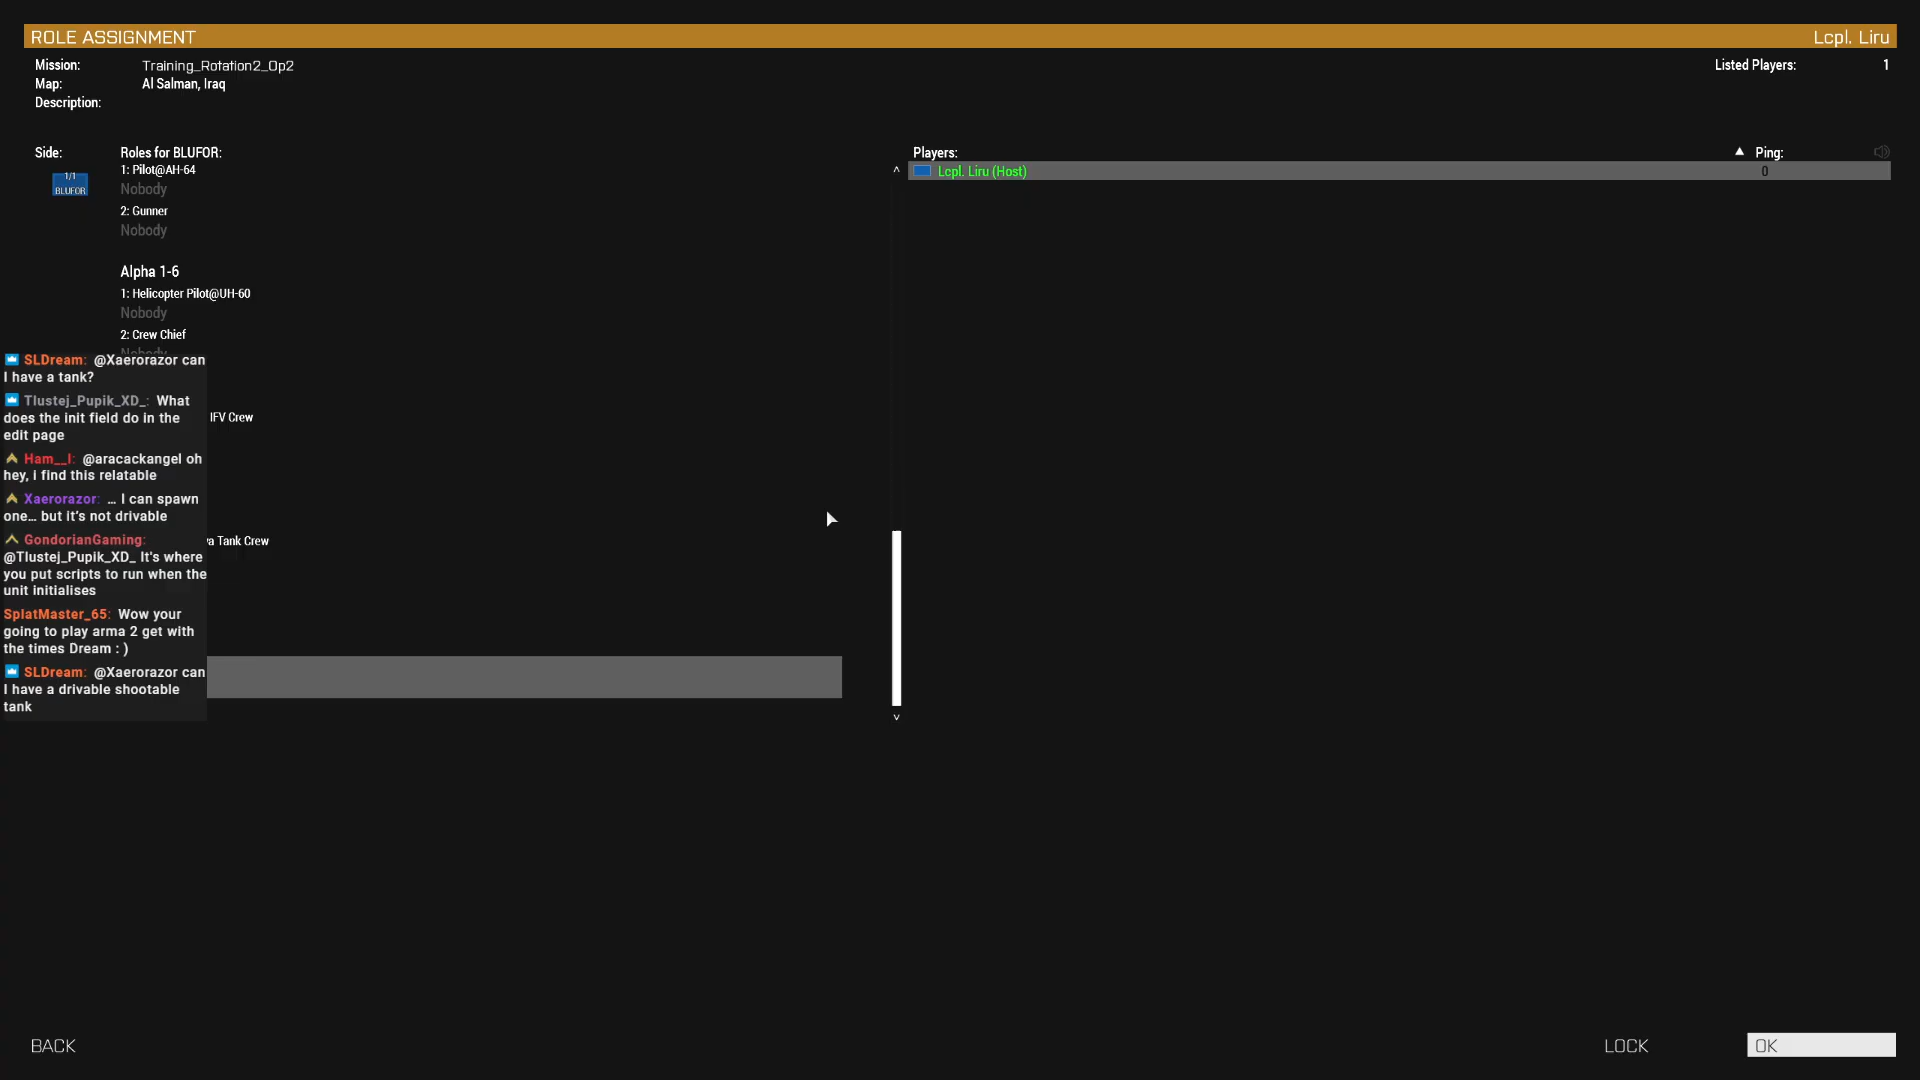 ROLE ASSIGNMENT
Lcpl. Liru
Mission: Training_Rotation2_Op2
Listed Players: 1
Map: Al Salman, Iraq
Description:
Side:
1/1
BLUFOR
Roles for BLUFOR:
1: Pilot@AH-64
Nobody
2: Gunner
Nobody
Alpha 1-6
1: Helicopter Pilot@UH-60
Nobody
2: Crew Chief
Nobody
IFV Crew
Tank Crew
SLDream: @Xaerorazor can
I have a tank?
Tlustej_Pupik_XD_: What
does the init field do in the
edit page
Ham__I: @aracackangel oh
hey, i find this relatable
Xaerorazor: … I can spawn
one… but it's not drivable
GondorianGaming:
@Tlustej_Pupik_XD_ It's where
you put scripts to run when the
unit initialises
SplatMaster_65: Wow your
going to play arma 2 get with
the times Dream : )
SLDream: @Xaerorazor can
I have a drivable shootable
tank
Players:
Ping:
Lcpl. Liru (Host)
0
BACK
LOCK
OK